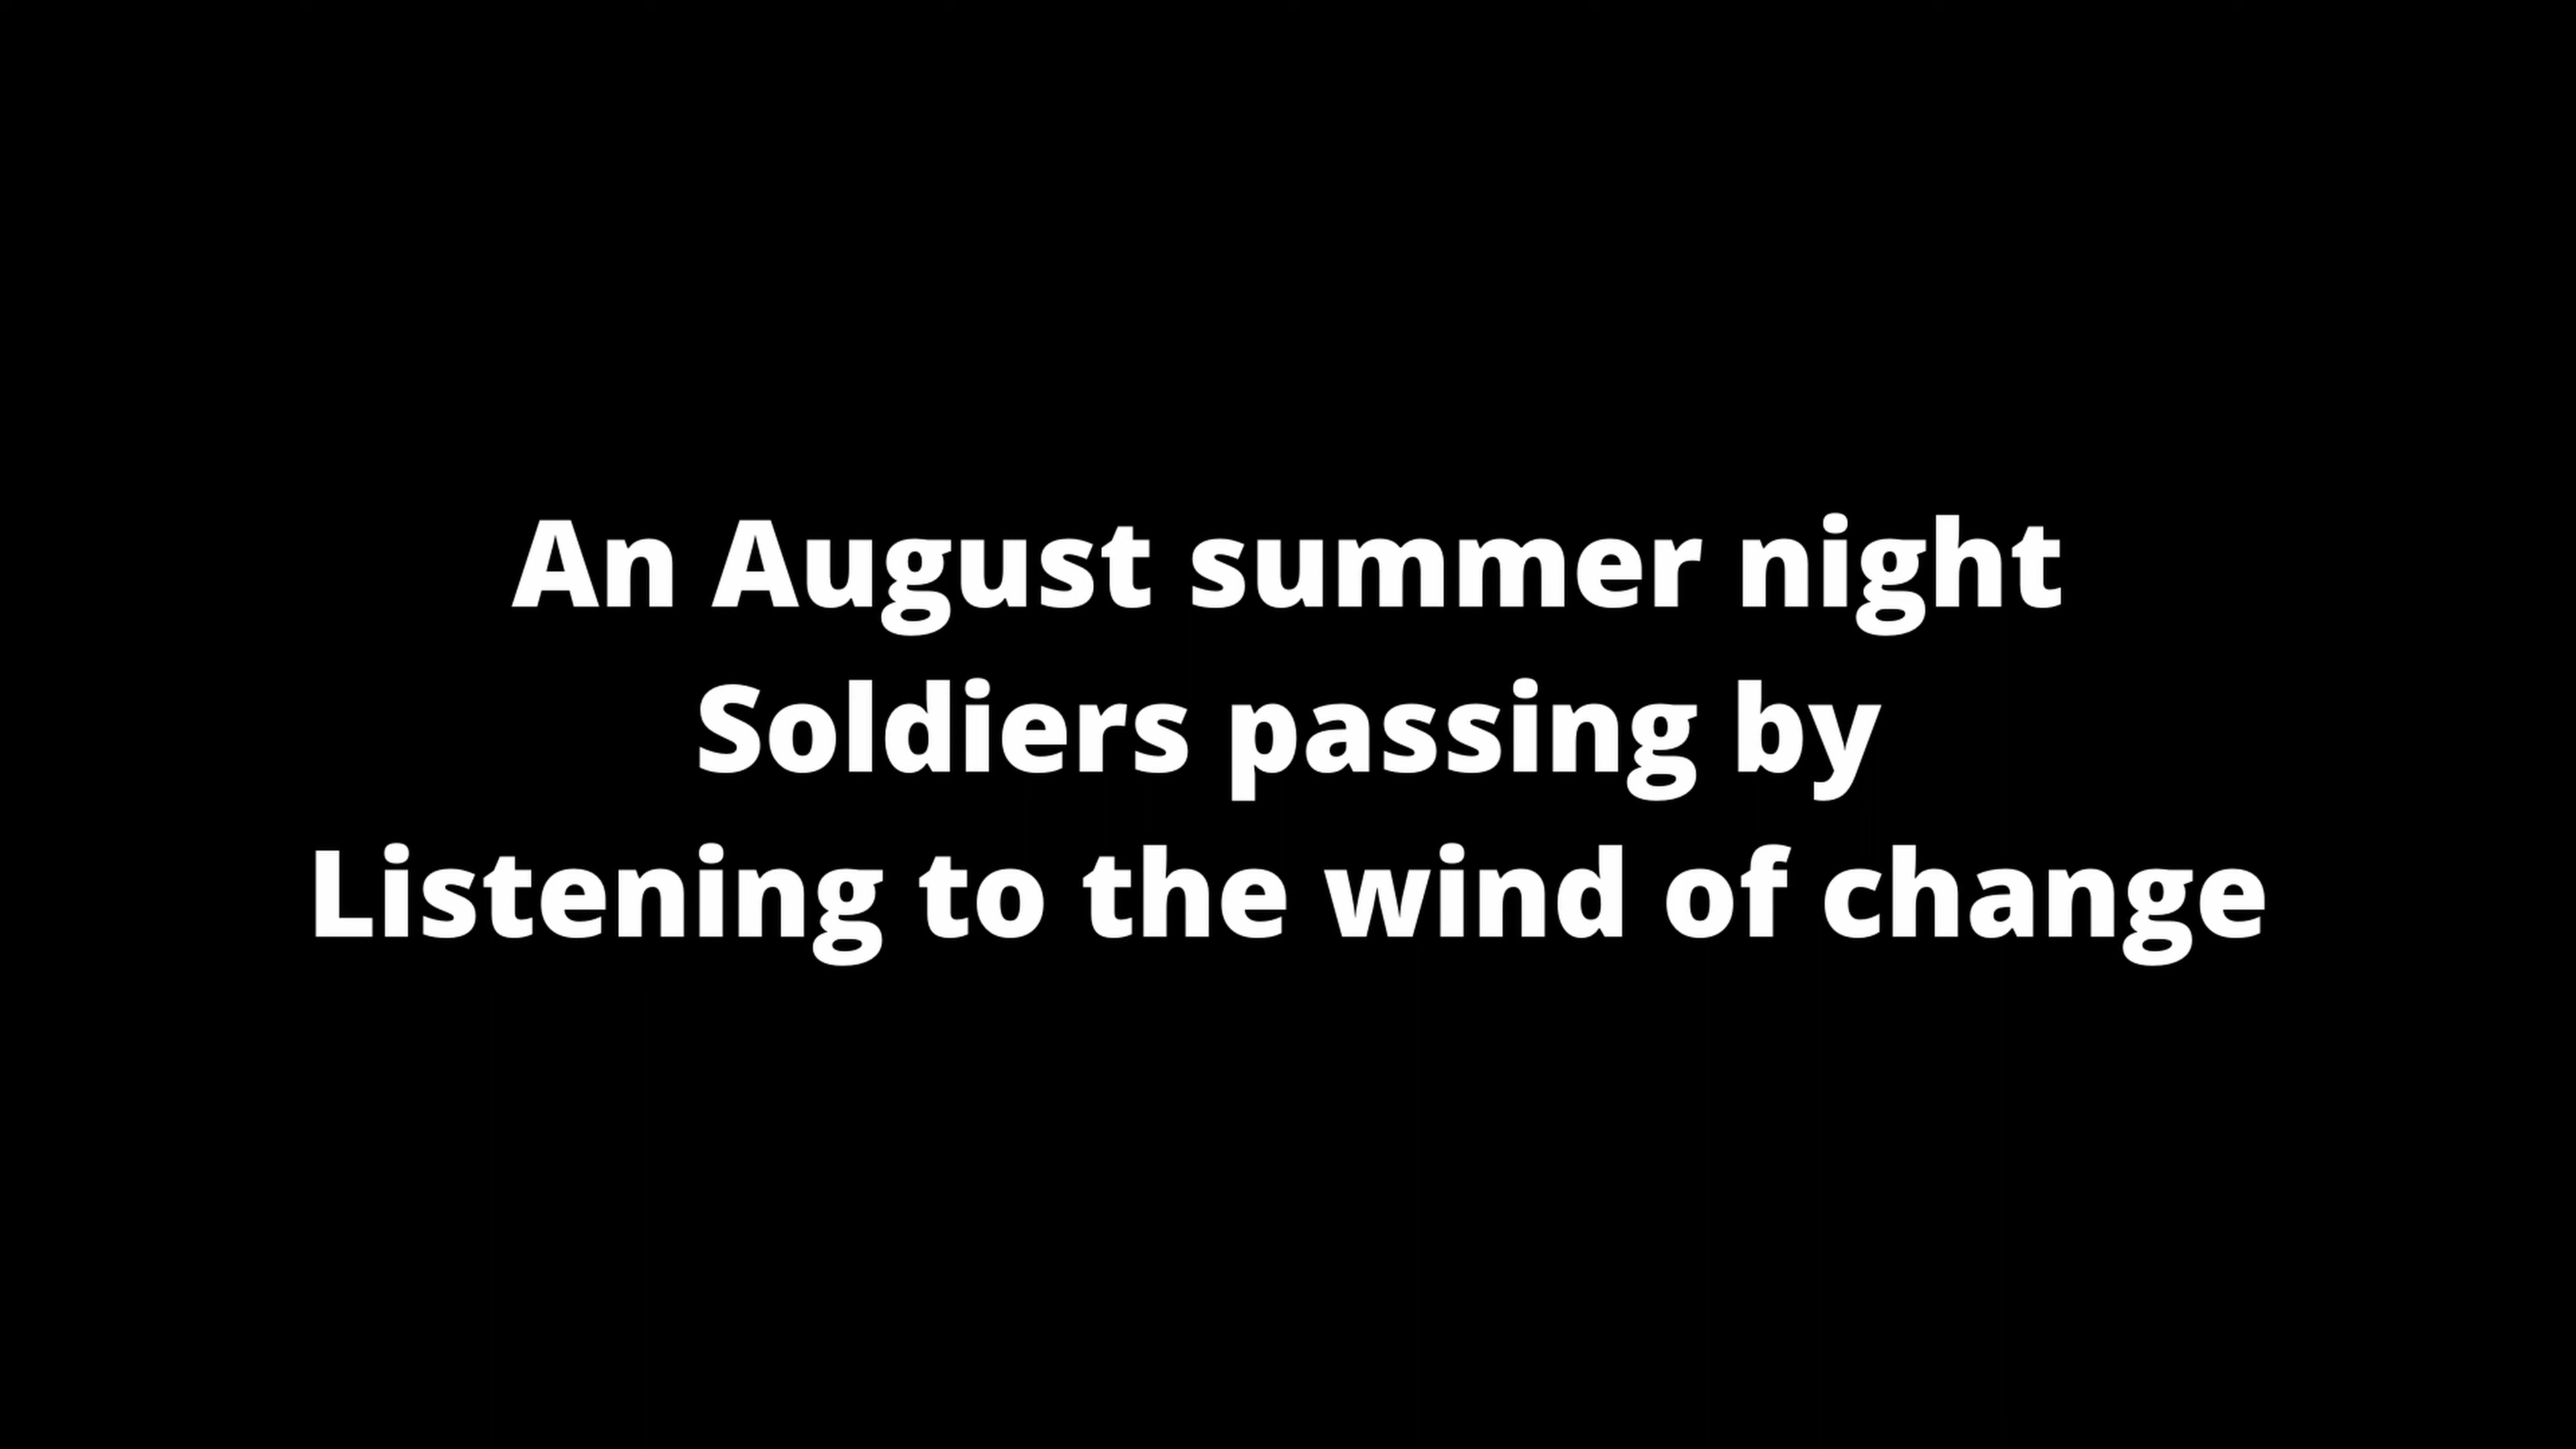 An August summer night
Soldiers passing by
Listening to the wind of change